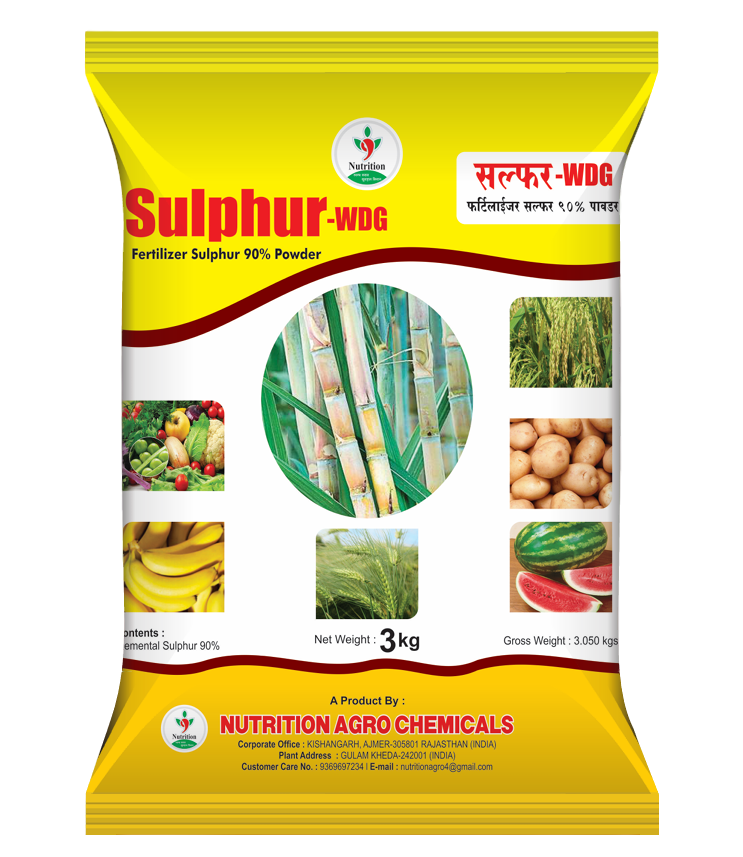 Nutrition
Sulphur-WDG
Fertilizer Sulphur 90% Powder
सल्फर-WDG
फर्टिलाईजर सल्फर ९०% पावडर
ontents :
emental Sulphur 90%
Net Weight : 3kg
Gross Weight : 3.050 kgs
A Product By :
Nutrition
NUTRITION AGRO CHEMICALS
Corporate Office : KISHANGARH, AJMER-305801 RAJASTHAN (INDIA)
Plant Address : GULAM KHEDA-242001 (INDIA)
Customer Care No. : 9369697234 I E-mail : nutritionagro4@gmail.com